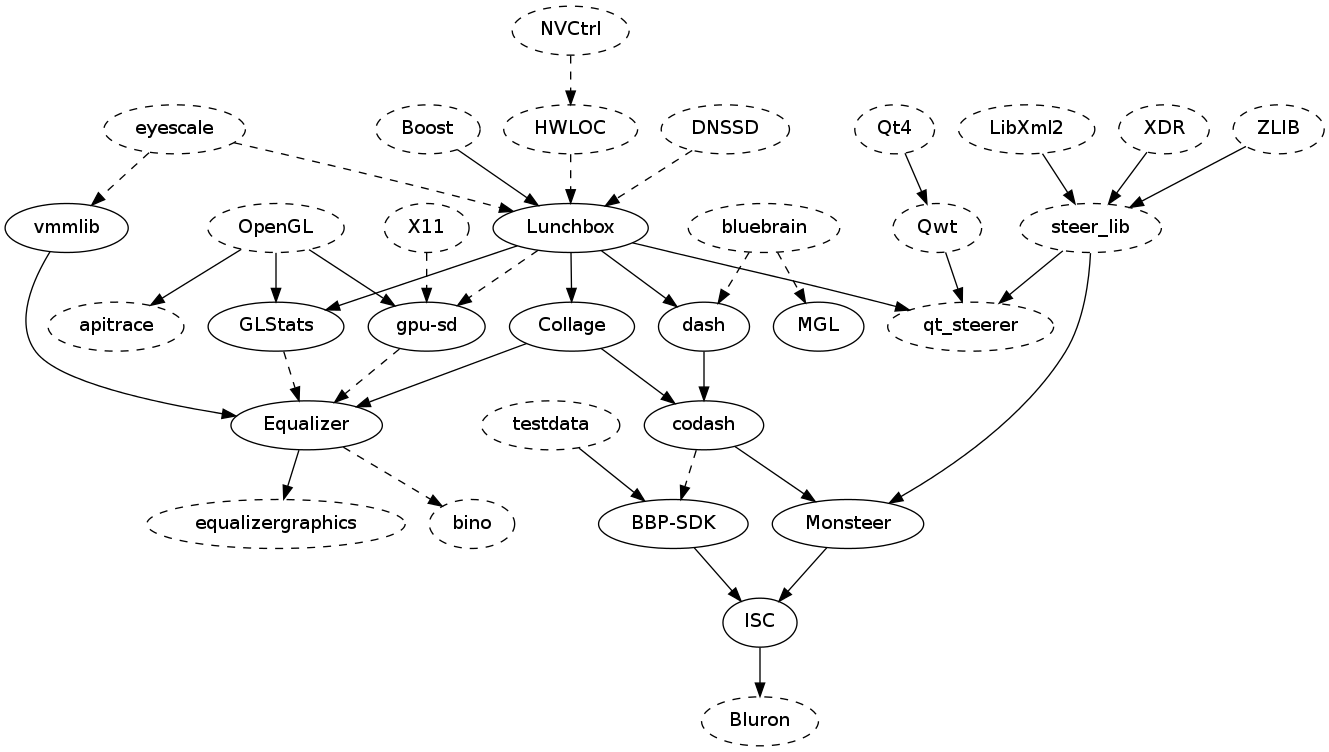 NVCtrl
eyescale
Boost
HWLOC
DNSSD
Qt4
LibXml2
XDR
ZLIB
vmmlib
OpenGL
X11
Lunchbox
bluebrain
Qwt
steer_lib
apitrace
GLStats
gpu-sd
Collage
dash
MGL
qt_steerer
Equalizer
testdata
codash
equalizergraphics
bino
BBP-SDK
Monsteer
ISC
Bluron